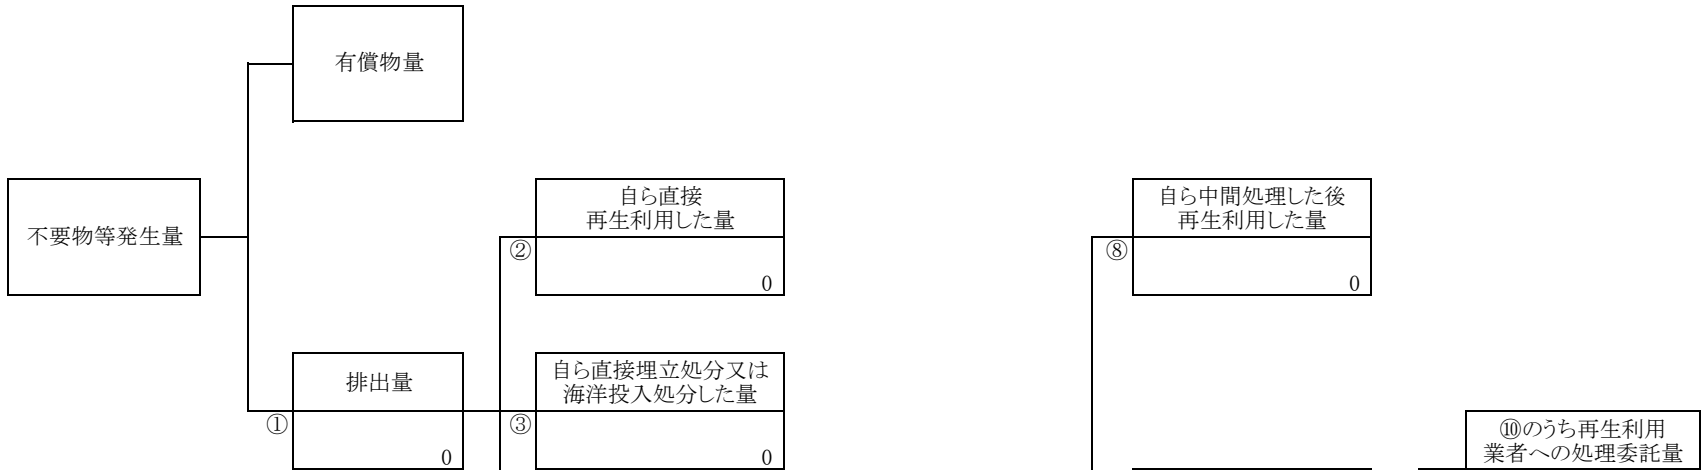 有償物量
不要物等発生量
自ら直接
再生利用した量
②
0
自ら中間処理した後
再生利用した量
⑧
0
排出量
①
0
自ら直接埋立処分又は
海洋投入処分した量
③
0
⑩のうち再生利用
業者への処理委託量